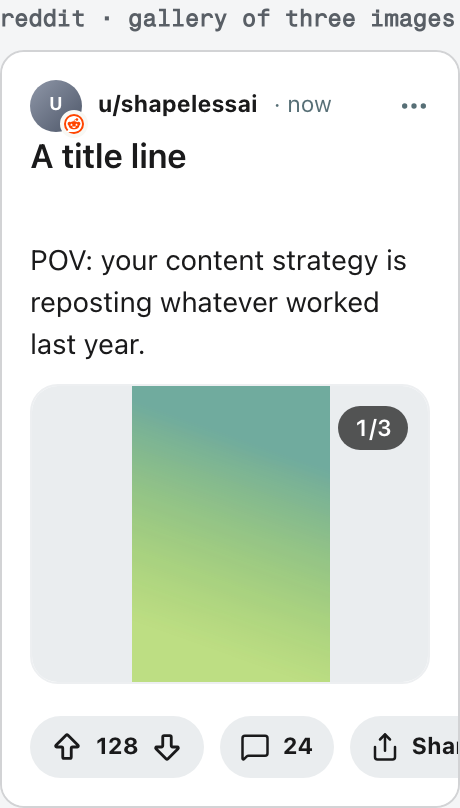 reddit · gallery of three images
U
u/shapelessai · now
A title line
POV: your content strategy is
reposting whatever worked
last year.
1/3
128
24
Shar